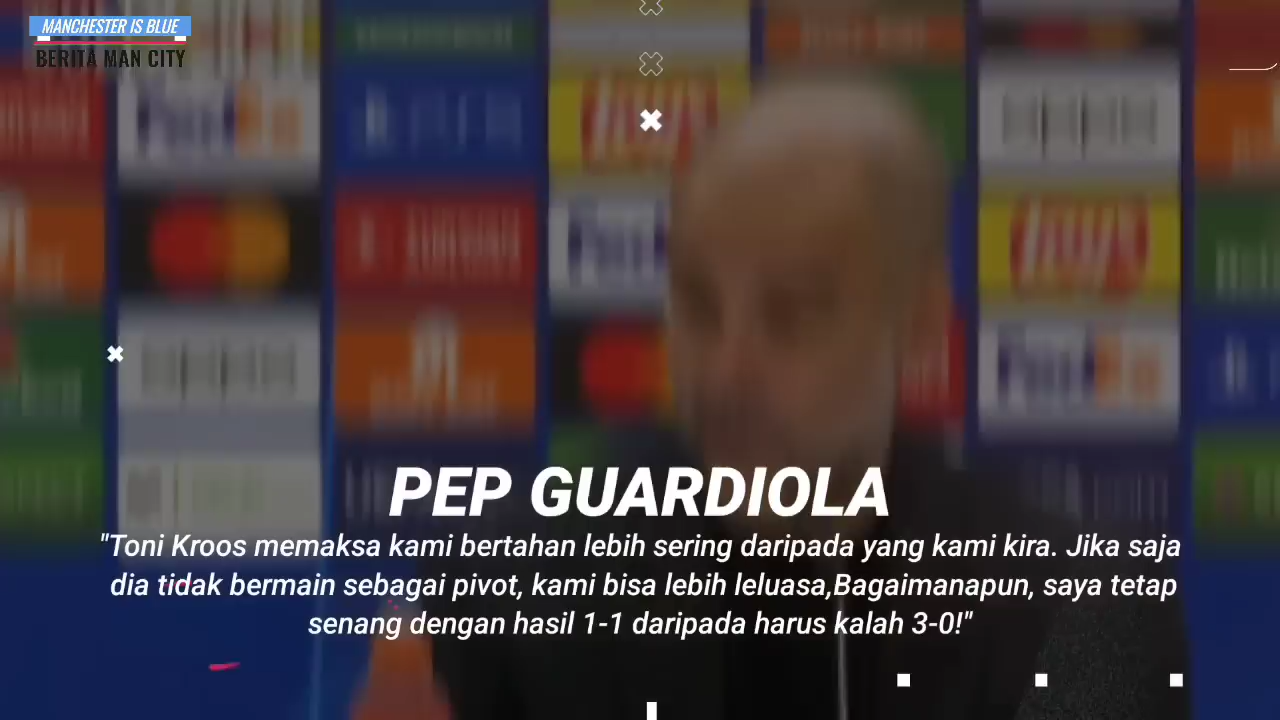 MANCHESTER IS BLUE
BERITA MAN CITY
PEP GUARDIOLA
"Toni Kroos memaksa kami bertahan lebih sering daripada yang kami kira. Jika saja
dia tidak bermain sebagai pivot, kami bisa lebih leluasa,Bagaimanapun, saya tetap
senang dengan hasil 1-1 daripada harus kalah 3-0!"